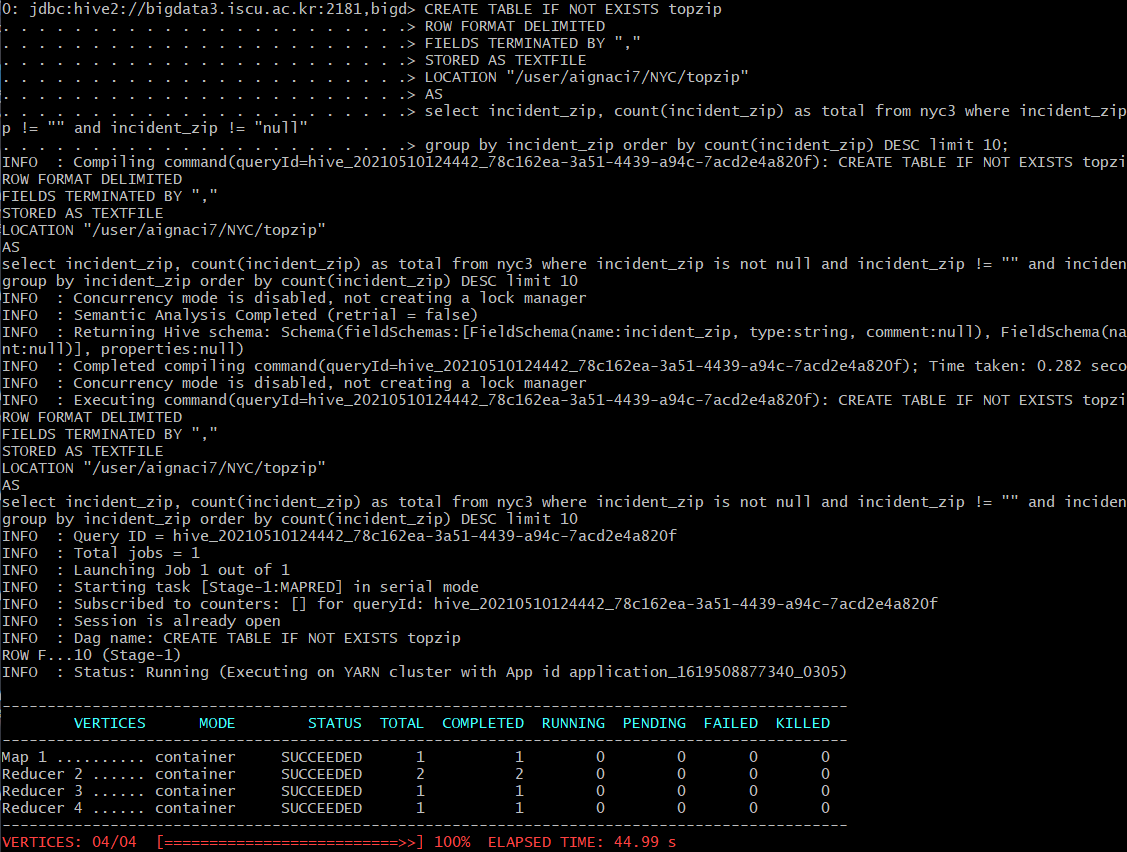 0: jdbc:hive2://bigdata3.iscu.ac.kr:2181,bigd> CREATE TABLE IF NOT EXISTS topzip
. . . . . . . . . . . . . . . . . . . . . . .> ROW FORMAT DELIMITED
. . . . . . . . . . . . . . . . . . . . . . .> FIELDS TERMINATED BY ","
. . . . . . . . . . . . . . . . . . . . . . .> STORED AS TEXTFILE
. . . . . . . . . . . . . . . . . . . . . . .> LOCATION "/user/aignaci7/NYC/topzip"
. . . . . . . . . . . . . . . . . . . . . . .> AS
. . . . . . . . . . . . . . . . . . . . . . .> select incident_zip, count(incident_zip) as total from nyc3 where incident_zip
p != "" and incident_zip != "null"
. . . . . . . . . . . . . . . . . . . . . . .> group by incident_zip order by count(incident_zip) DESC limit 10;
INFO  : Compiling command(queryId=hive_20210510124442_78c162ea-3a51-4439-a94c-7acd2e4a820f): CREATE TABLE IF NOT EXISTS topzi
ROW FORMAT DELIMITED
FIELDS TERMINATED BY ","
STORED AS TEXTFILE
LOCATION "/user/aignaci7/NYC/topzip"
AS
select incident_zip, count(incident_zip) as total from nyc3 where incident_zip is not null and incident_zip != "" and inciden
group by incident_zip order by count(incident_zip) DESC limit 10
INFO  : Concurrency mode is disabled, not creating a lock manager
INFO  : Semantic Analysis Completed (retrial = false)
INFO  : Returning Hive schema: Schema(fieldSchemas:[FieldSchema(name:incident_zip, type:string, comment:null), FieldSchema(na
nt:null)], properties:null)
INFO  : Completed compiling command(queryId=hive_20210510124442_78c162ea-3a51-4439-a94c-7acd2e4a820f); Time taken: 0.282 seco
INFO  : Concurrency mode is disabled, not creating a lock manager
INFO  : Executing command(queryId=hive_20210510124442_78c162ea-3a51-4439-a94c-7acd2e4a820f): CREATE TABLE IF NOT EXISTS topzi
ROW FORMAT DELIMITED
FIELDS TERMINATED BY ","
STORED AS TEXTFILE
LOCATION "/user/aignaci7/NYC/topzip"
AS
select incident_zip, count(incident_zip) as total from nyc3 where incident_zip is not null and incident_zip != "" and inciden
group by incident_zip order by count(incident_zip) DESC limit 10
INFO  : Query ID = hive_20210510124442_78c162ea-3a51-4439-a94c-7acd2e4a820f
INFO  : Total jobs = 1
INFO  : Launching Job 1 out of 1
INFO  : Starting task [Stage-1:MAPRED] in serial mode
INFO  : Subscribed to counters: [] for queryId: hive_20210510124442_78c162ea-3a51-4439-a94c-7acd2e4a820f
INFO  : Session is already open
INFO  : Dag name: CREATE TABLE IF NOT EXISTS topzip
ROW F...10 (Stage-1)
INFO  : Status: Running (Executing on YARN cluster with App id application_1619508877340_0305)
----------------------------------------------------------------------------------------------
VERTICES MODE STATUS TOTAL COMPLETED RUNNING PENDING FAILED KILLED
----------------------------------------------------------------------------------------------
Map 1 .......... container SUCCEEDED 1 1 0 0 0 0
Reducer 2 ...... container SUCCEEDED 2 2 0 0 0 0
Reducer 3 ...... container SUCCEEDED 1 1 0 0 0 0
Reducer 4 ...... container SUCCEEDED 1 1 0 0 0 0
----------------------------------------------------------------------------------------------
VERTICES: 04/04  [==========================>>] 100%  ELAPSED TIME: 44.99 s